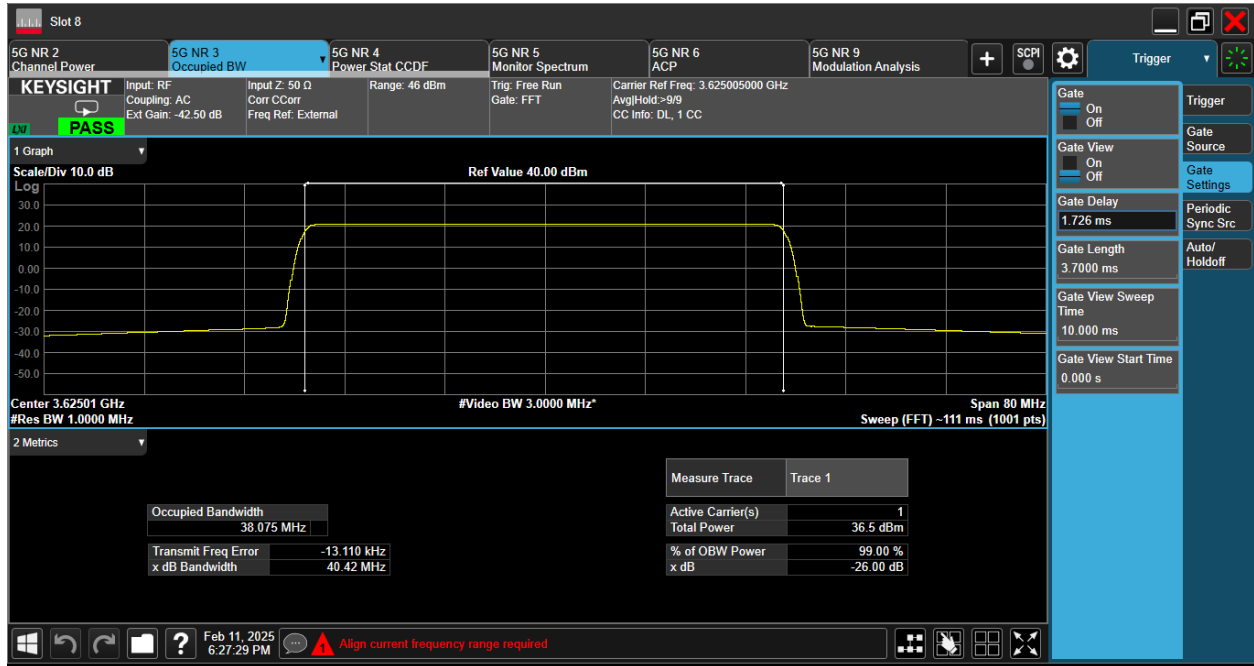 Slot 8
5G NR 2
Channel Power
5G NR 3
Occupied BW
5G NR 4
Power Stat CCDF
5G NR 5
Monitor Spectrum
5G NR 6
ACP
5G NR 9
Modulation Analysis
+
SCPI
Trigger
KEYSIGHT
LXI
PASS
Input: RF
Coupling: AC
Ext Gain: -42.50 dB
Input Z: 50 Ω
Corr CCorr
Freq Ref: External
Range: 46 dBm
Trig: Free Run
Gate: FFT
Carrier Ref Freq: 3.625005000 GHz
Avg|Hold:>9/9
CC Info: DL, 1 CC
1 Graph
Scale/Div 10.0 dB
Ref Value 40.00 dBm
Log
30.0
20.0
10.0
0.00
-10.0
-20.0
-30.0
-40.0
-50.0
Center 3.62501 GHz
#Video BW 3.0000 MHz*
Span 80 MHz
#Res BW 1.0000 MHz
Sweep (FFT) ~111 ms (1001 pts)
2 Metrics
Measure Trace Trace 1
Occupied Bandwidth
38.075 MHz
Active Carrier(s) 1
Total Power 36.5 dBm
Transmit Freq Error -13.110 kHz
x dB Bandwidth 40.42 MHz
% of OBW Power 99.00 %
x dB -26.00 dB
Gate
On
Off
Gate View
On
Off
Gate Delay
1.726 ms
Gate Length
3.7000 ms
Gate View Sweep
Time
10.000 ms
Gate View Start Time
0.000 s
Trigger
Gate
Source
Gate
Settings
Periodic
Sync Src
Auto/
Holdoff
?
Feb 11, 2025
6:27:29 PM
1
Align current frequency range required